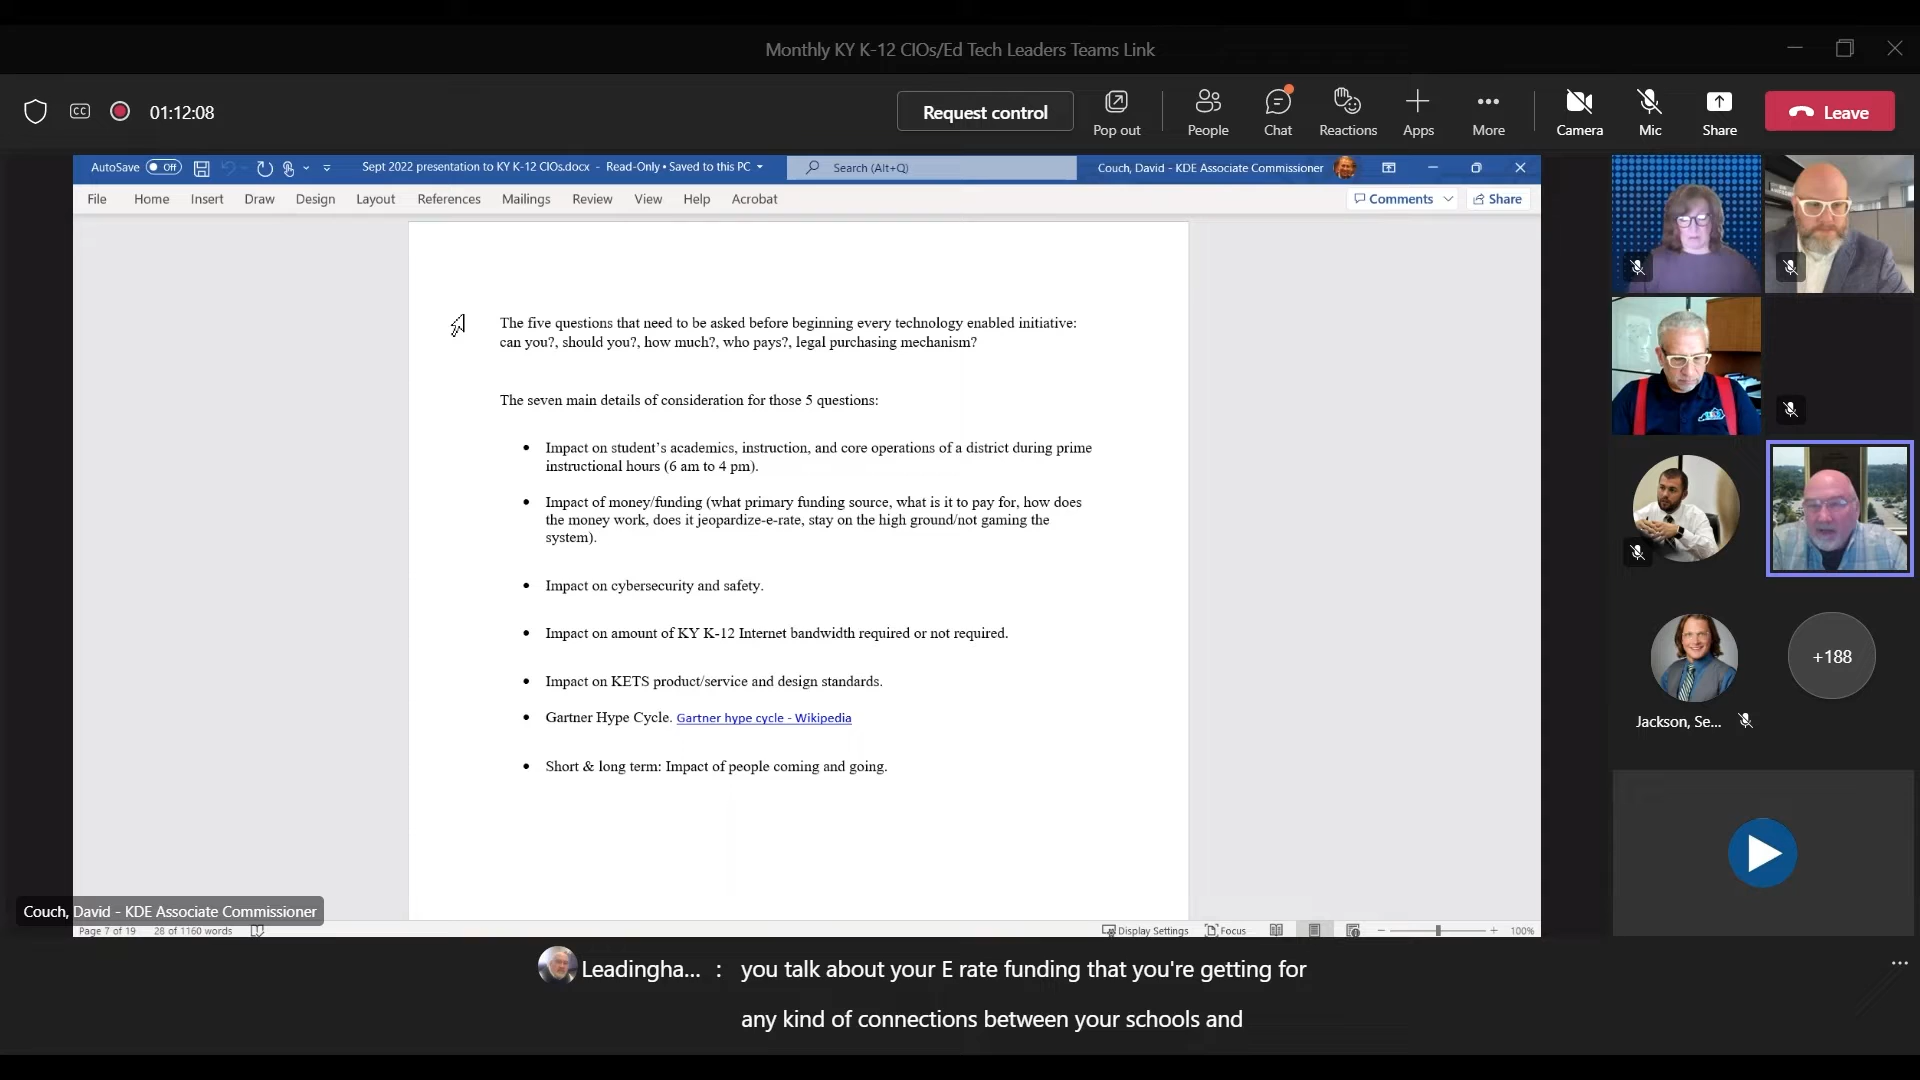 Monthly KY K-12 CIOs/Ed Tech Leaders Teams Link
CC
01:12:08
Request control
Pop out
People
Chat
Reactions
Apps
More
Camera
Mic
Share
Leave
AutoSave Off
Sept 2022 presentation to KY K-12 CIOs.docx - Read-Only • Saved to this PC
Search (Alt+Q)
Couch, David - KDE Associate Commissioner
File Home Insert Draw Design Layout References Mailings Review View Help Acrobat
Comments
Share
The five questions that need to be asked before beginning every technology enabled initiative:
can you?, should you?, how much?, who pays?, legal purchasing mechanism?
The seven main details of consideration for those 5 questions:
• Impact on student’s academics, instruction, and core operations of a district during prime
instructional hours (6 am to 4 pm).
• Impact of money/funding (what primary funding source, what is it to pay for, how does
the money work, does it jeopardize-e-rate, stay on the high ground/not gaming the
system).
• Impact on cybersecurity and safety.
• Impact on amount of KY K-12 Internet bandwidth required or not required.
• Impact on KETS product/service and design standards.
• Gartner Hype Cycle. Gartner hype cycle - Wikipedia
• Short & long term: Impact of people coming and going.
+188
Jackson, Se...
Couch, David - KDE Associate Commissioner
Page 7 of 19 28 of 1160 words
Display Settings
Focus
100%
Leadingha... : you talk about your E rate funding that you're getting for
any kind of connections between your schools and